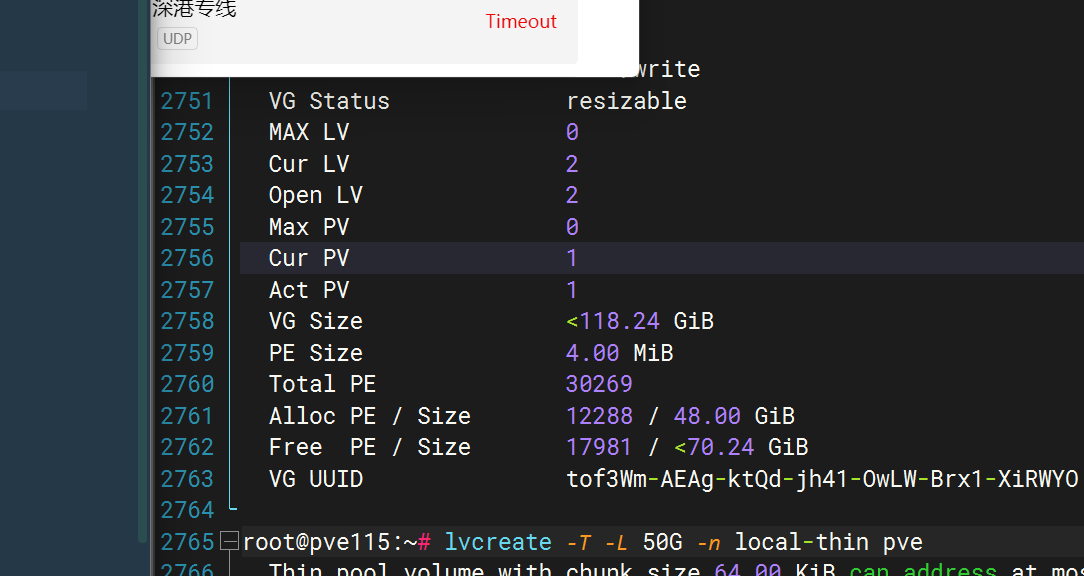 深港专线
Timeout
UDP
write
2751 VG Status resizable
2752 MAX LV 0
2753 Cur LV 2
2754 Open LV 2
2755 Max PV 0
2756 Cur PV 1
2757 Act PV 1
2758 VG Size <118.24 GiB
2759 PE Size 4.00 MiB
2760 Total PE 30269
2761 Alloc PE / Size 12288 / 48.00 GiB
2762 Free  PE / Size 17981 / <70.24 GiB
2763 VG UUID tof3Wm-AEAg-ktQd-jh41-OwLW-Brx1-XiRWYO
2764
2765 root@pve115:~# lvcreate -T -L 50G -n local-thin pve
2766 Thin pool volume with chunk size 64.00 KiB can address at mos